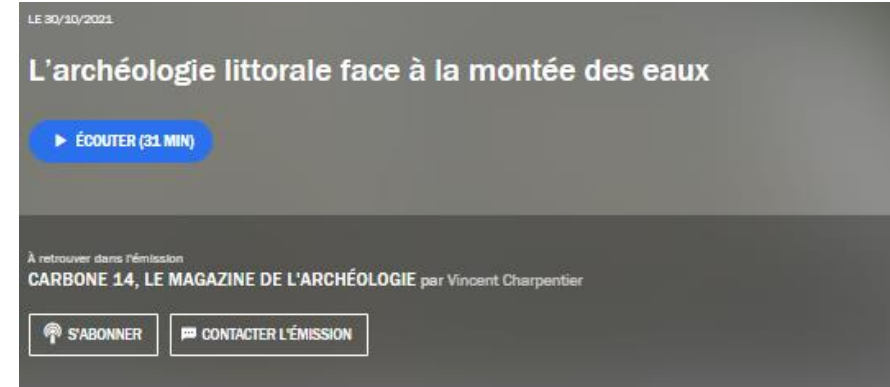 LE 30/10/2021
L'archéologie littorale face à la montée des eaux
ÉCOUTER (31 MIN)
À retrouver dans l'émission
CARBONE 14, LE MAGAZINE DE L'ARCHÉOLOGIE par Vincent Charpentier
S'ABONNER
CONTACTER L'ÉMISSION